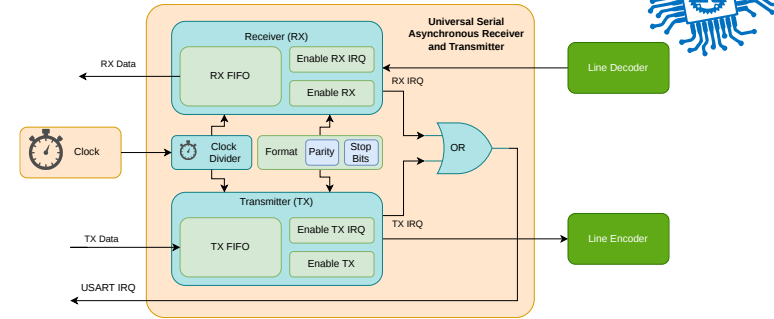 Universal Serial
Asynchronous Receiver
and Transmitter
Receiver (RX)
RX FIFO
Enable RX IRQ
Enable RX
RX Data
RX IRQ
Line Decoder
Clock
Clock
Divider
Format
Parity
Stop
Bits
OR
Transmitter (TX)
TX FIFO
Enable TX IRQ
Enable TX
TX Data
TX IRQ
Line Encoder
USART IRQ